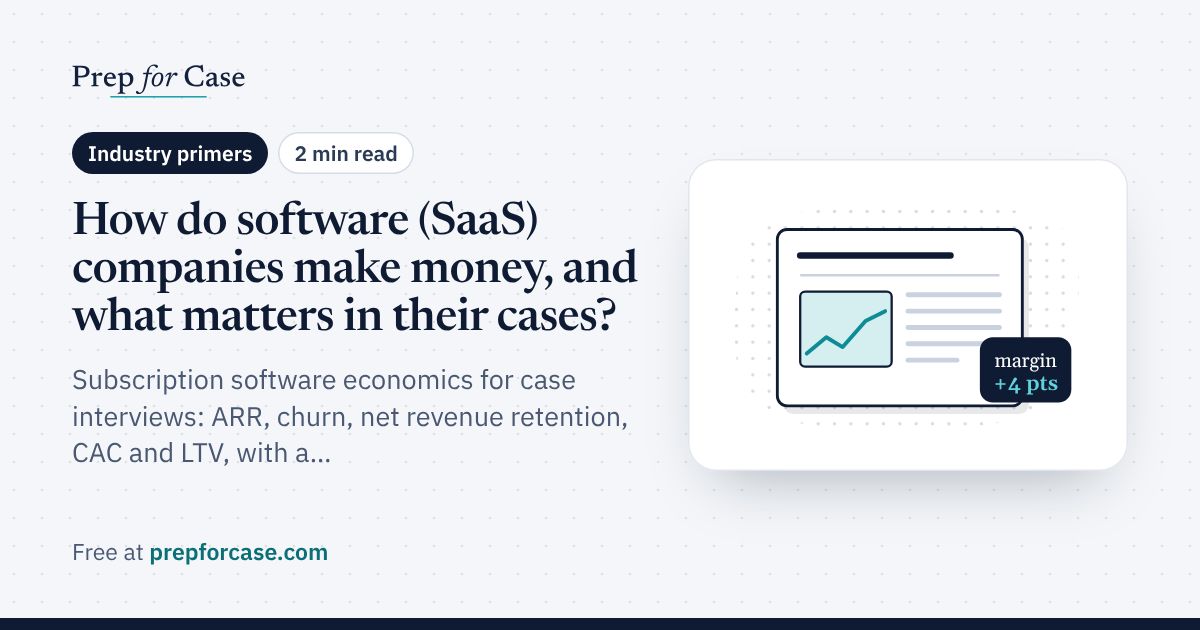 Prep for Case
Industry primers
2 min read
How do software (SaaS)
companies make money, and
what matters in their cases?
Subscription software economics for case
interviews: ARR, churn, net revenue retention,
CAC and LTV, with a...
margin
+4 pts
Free at prepforcase.com